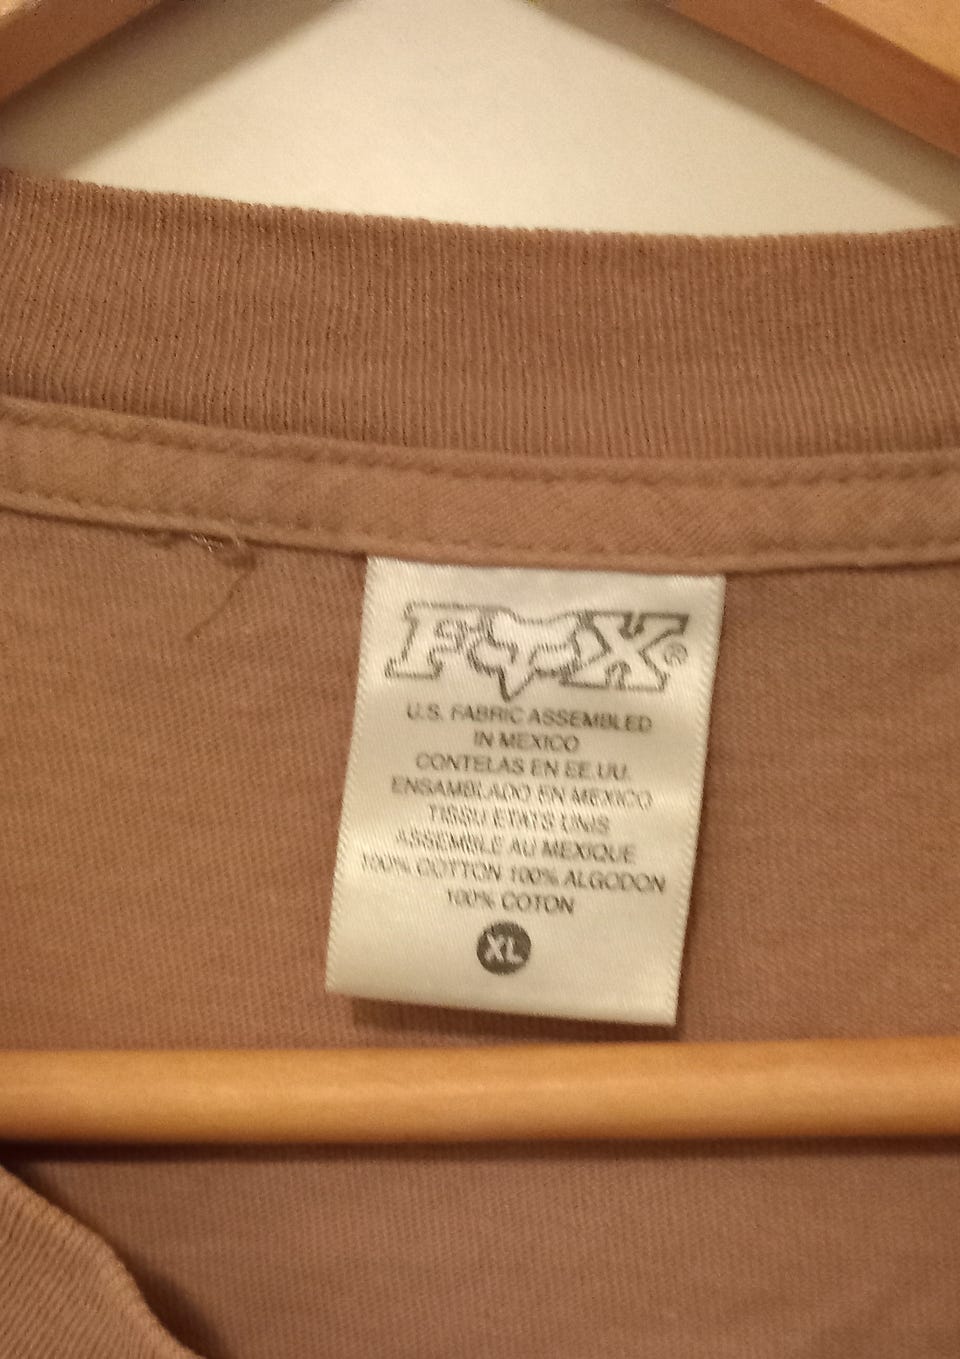 FOX®
U.S. FABRIC ASSEMBLED
IN MEXICO
CONTELAS EN EE.UU.
ENSAMBLADO EN MEXICO
TISSU ETATS UNIS
ASSEMBLE AU MEXIQUE
100% COTTON 100% ALGODON
100% COTON
XL